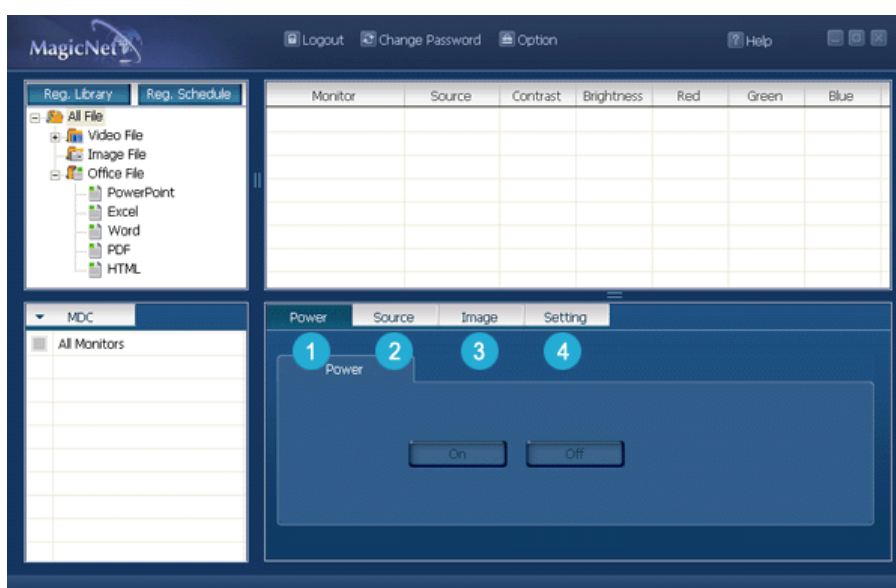 MagicNet Logout Change Password Option Help
Reg. Library Reg. Schedule
All File
Video File
Image File
Office File
PowerPoint
Excel
Word
PDF
HTML
Monitor Source Contrast Brightness Red Green Blue
MDC
All Monitors
Power Source Image Setting
1 2 3 4
Power
On Off